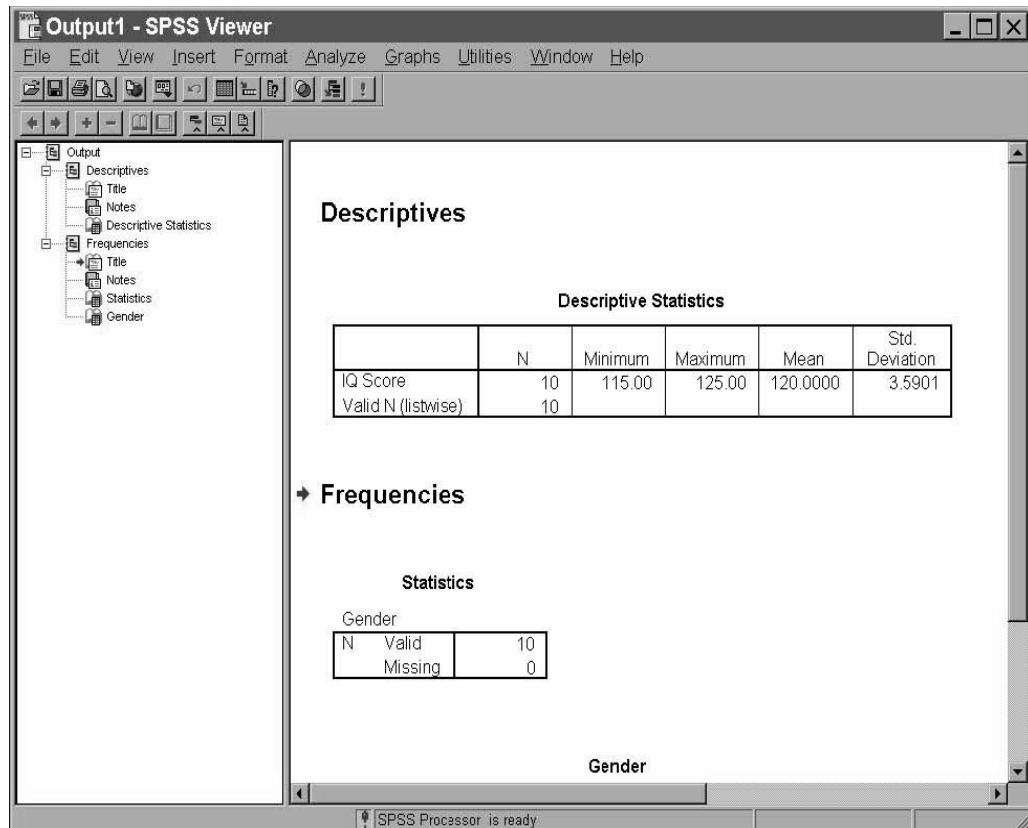 Output1 - SPSS Viewer
File Edit View Insert Format Analyze Graphs Utilities Window Help
Output
Descriptives
Title
Notes
Descriptive Statistics
Frequencies
Title
Notes
Statistics
Gender
Descriptives
Descriptive Statistics
N Minimum Maximum Mean Std. Deviation
IQ Score 10 115.00 125.00 120.0000 3.5901
Valid N (listwise) 10
Frequencies
Statistics
Gender
N Valid 10
Missing 0
Gender
SPSS Processor is ready